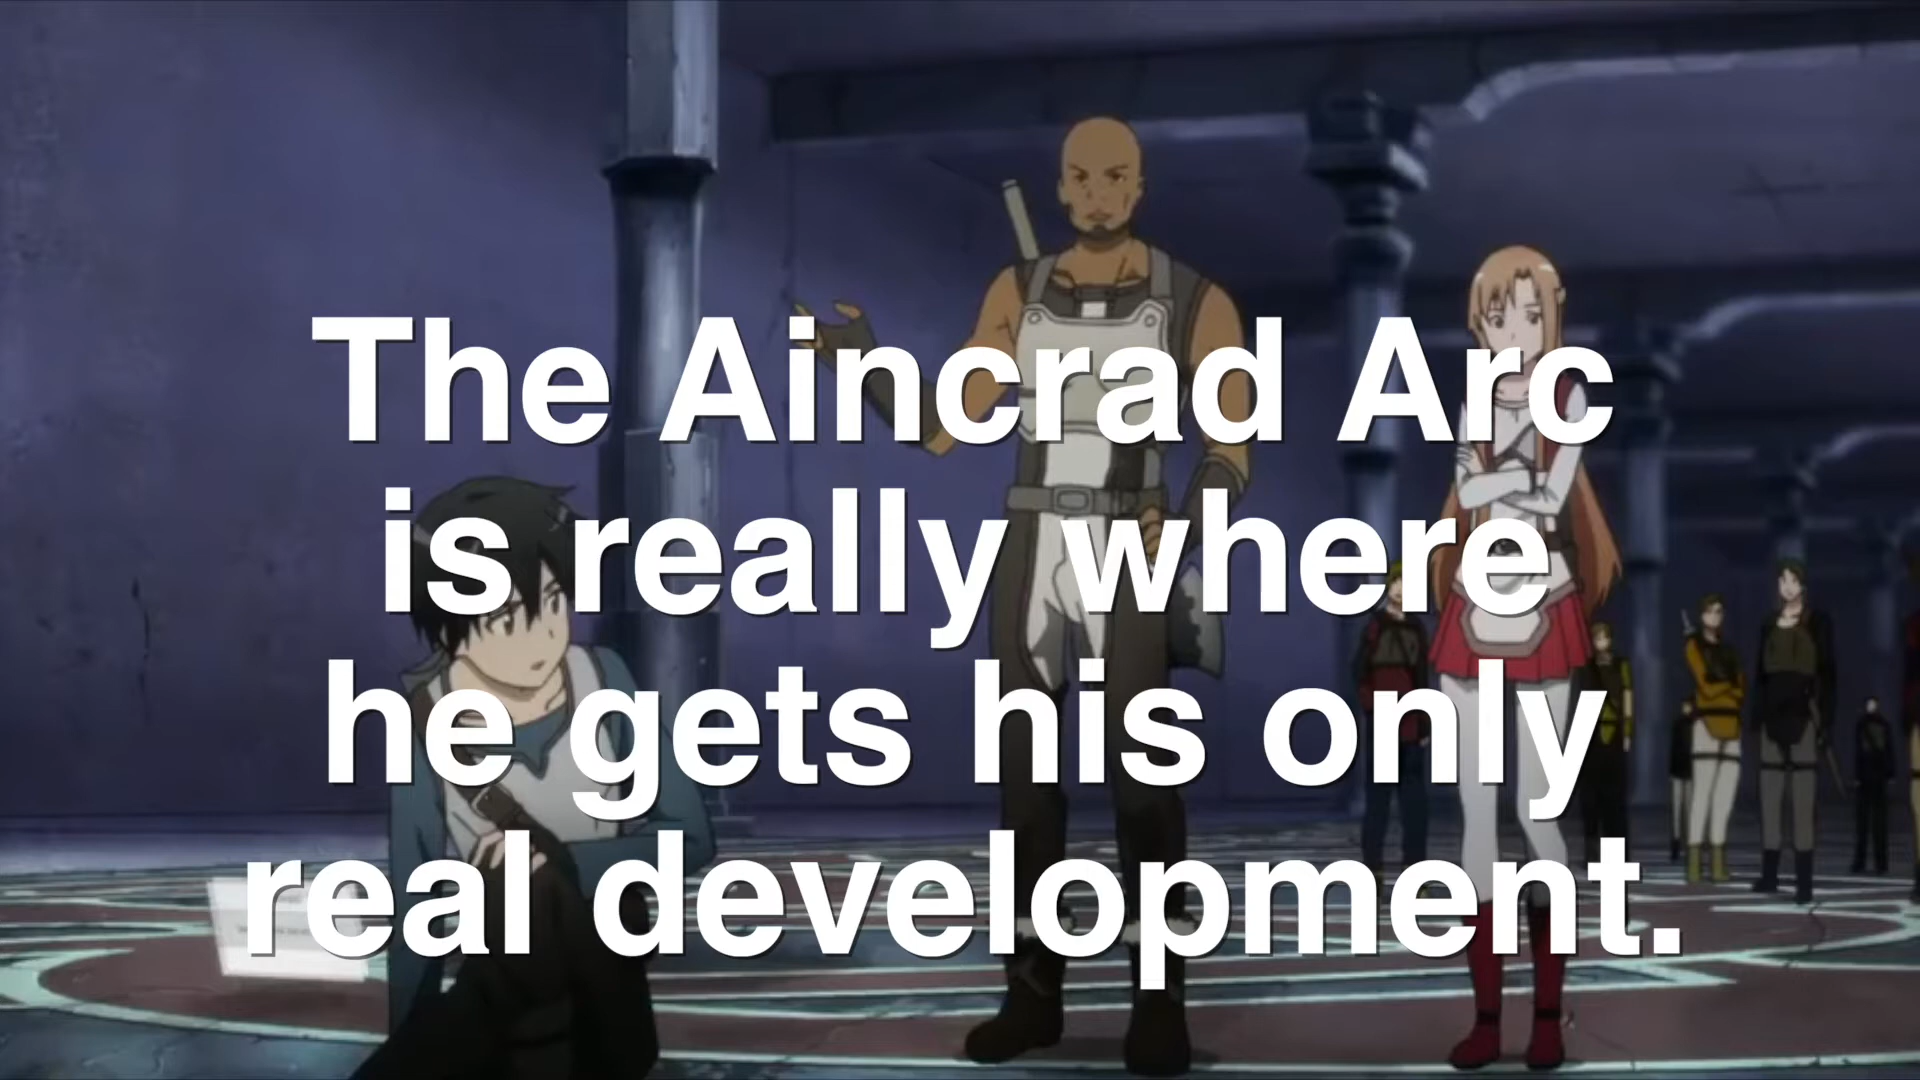 The Aincrad Arc
is really where
he gets his only
real development.